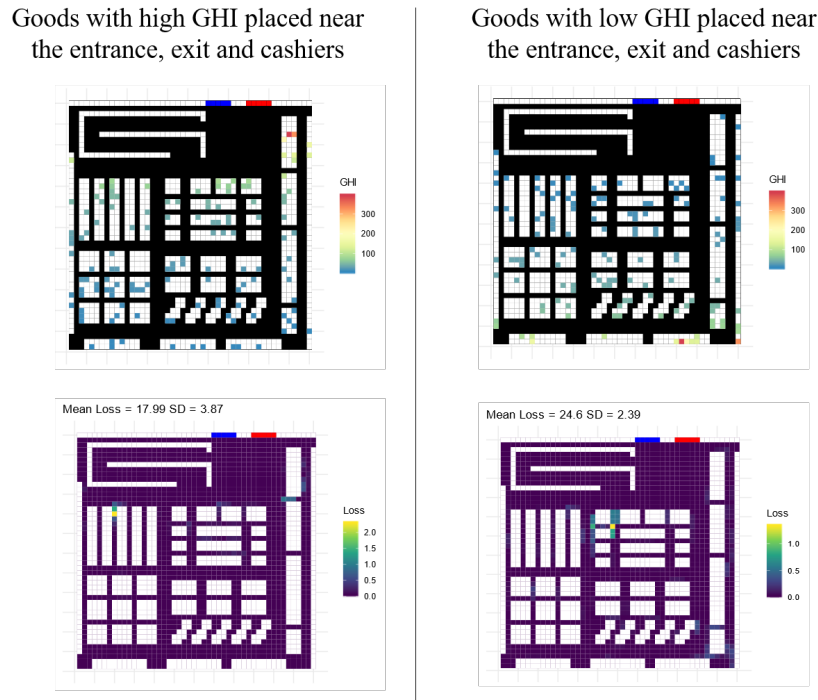 Goods with high GHI placed near
the entrance, exit and cashiers
Goods with low GHI placed near
the entrance, exit and cashiers
GHI
300
200
100
GHI
300
200
100
Mean Loss = 17.99 SD = 3.87
Loss
2.0
1.5
1.0
0.5
0.0
Mean Loss = 24.6 SD = 2.39
Loss
1.0
0.5
0.0